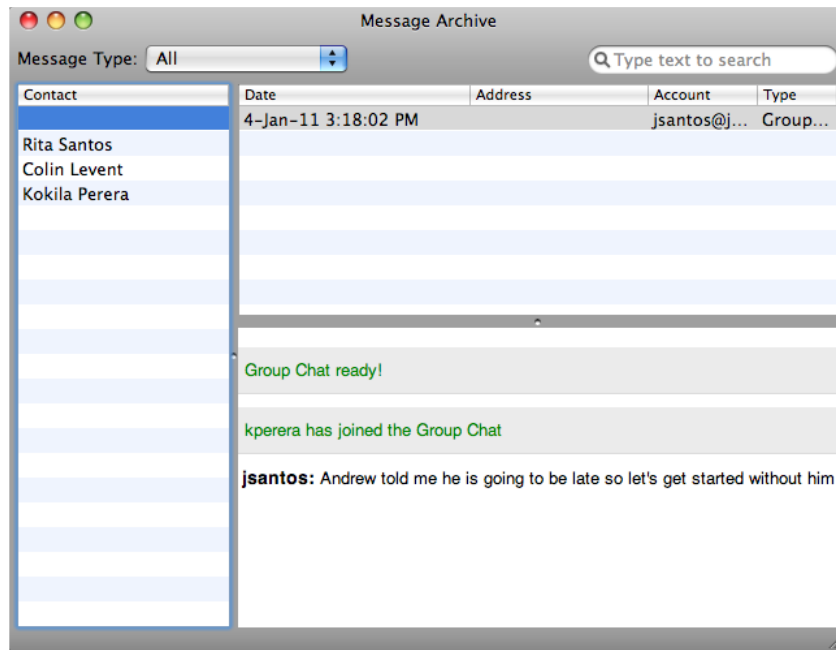 Message Archive
Message Type: All
Type text to search
Contact
Date Address Account Type
4-Jan-11 3:18:02 PM jsantos@j... Group...
Rita Santos
Colin Levent
Kokila Perera
Group Chat ready!
kperera has joined the Group Chat
jsantos: Andrew told me he is going to be late so let's get started without him